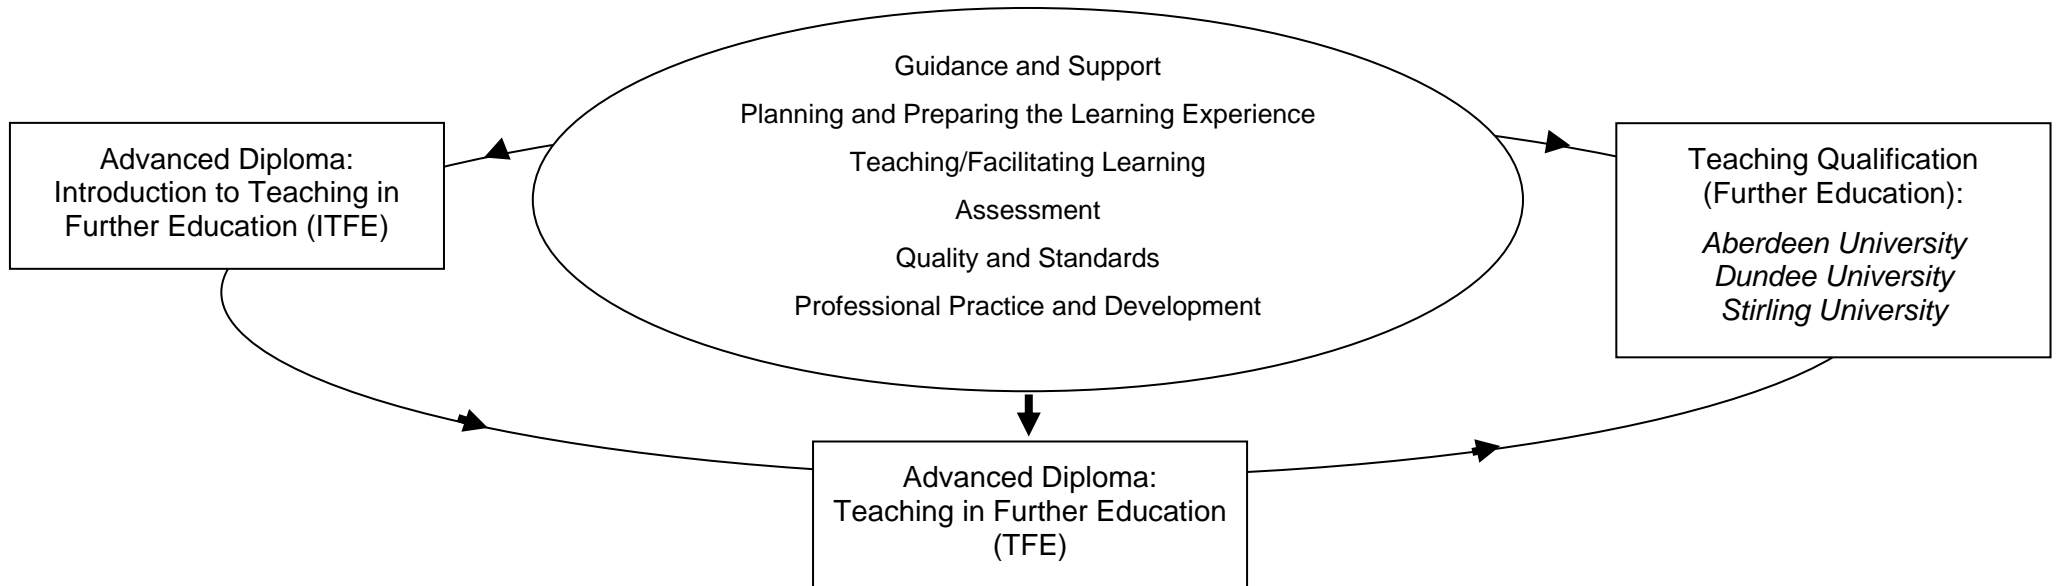 Guidance and Support
Planning and Preparing the Learning Experience
Teaching/Facilitating Learning
Assessment
Quality and Standards
Professional Practice and Development
Advanced Diploma:
Introduction to Teaching in
Further Education (ITFE)
Teaching Qualification
(Further Education):
Aberdeen University
Dundee University
Stirling University
Advanced Diploma:
Teaching in Further Education
(TFE)